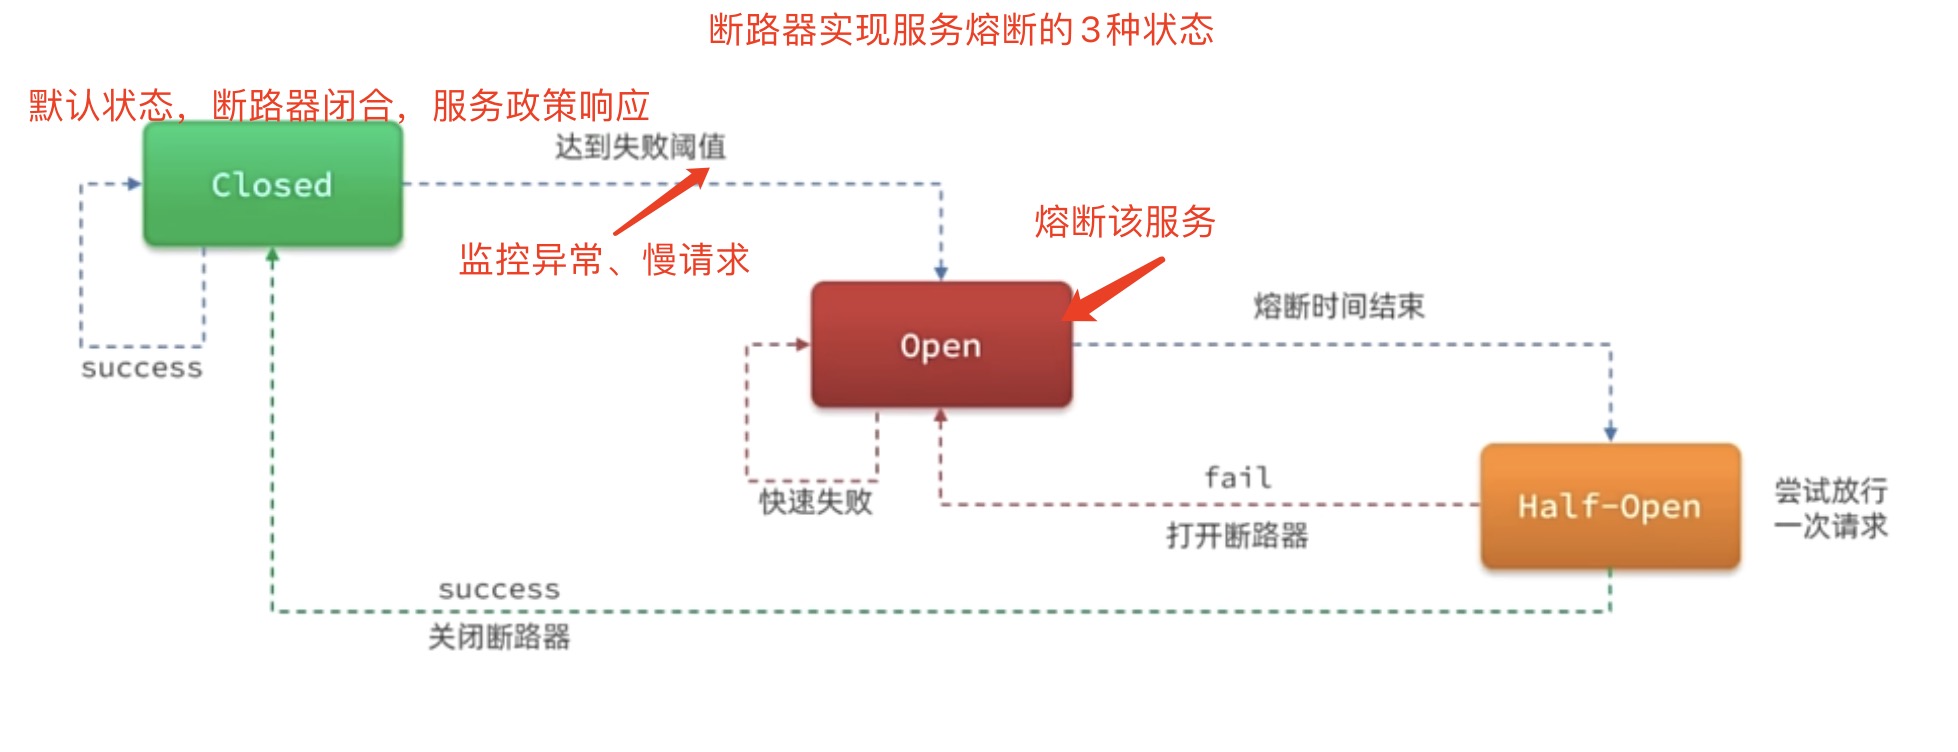 断路器实现服务熔断的3种状态
默认状态，断路器闭合，服务政策响应
Closed
达到失败阈值
监控异常、慢请求
success
熔断该服务
Open
熔断时间结束
快速失败
fail
打开断路器
Half-Open
尝试放行
一次请求
success
关闭断路器